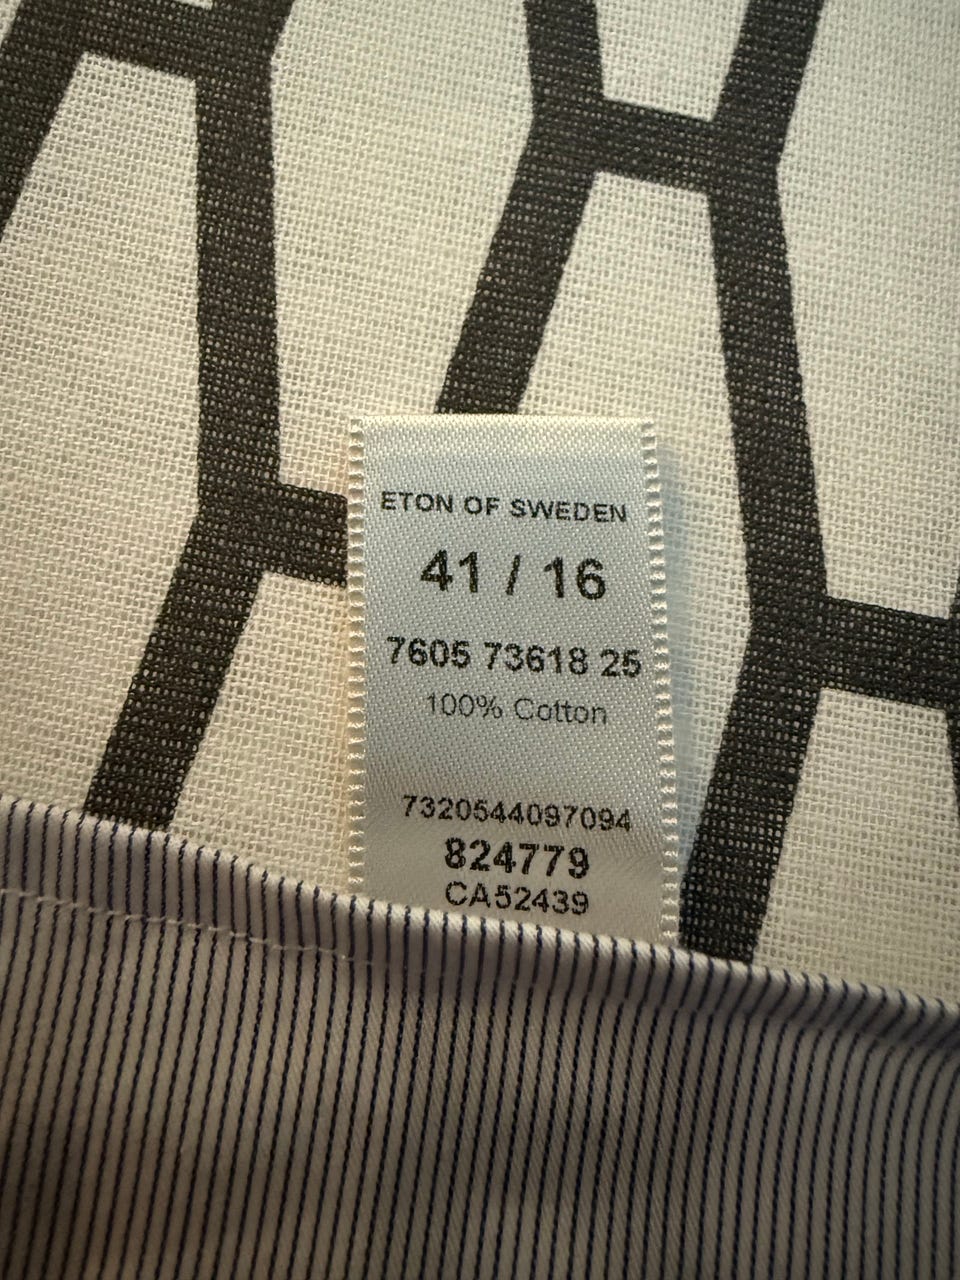 ETON OF SWEDEN
41 / 16
7605 73618 25
100% Cotton
7320544097094
824779
CA52439